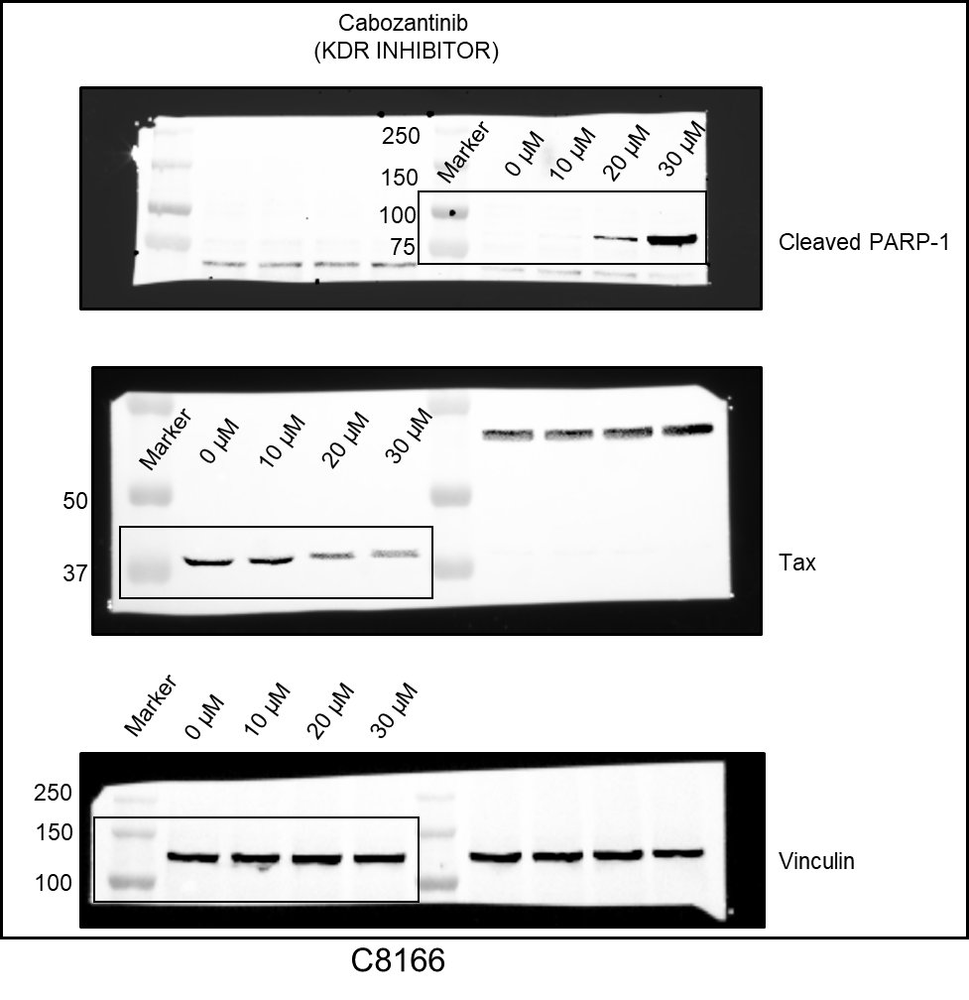 Cabozantinib
(KDR INHIBITOR)
250
150
100
75
Marker
0 µM
10 µM
20 µM
30 µM
Cleaved PARP-1
Marker
0 µM
10 µM
20 µM
30 µM
50
37
Tax
Marker
0 µM
10 µM
20 µM
30 µM
250
150
100
Vinculin
C8166